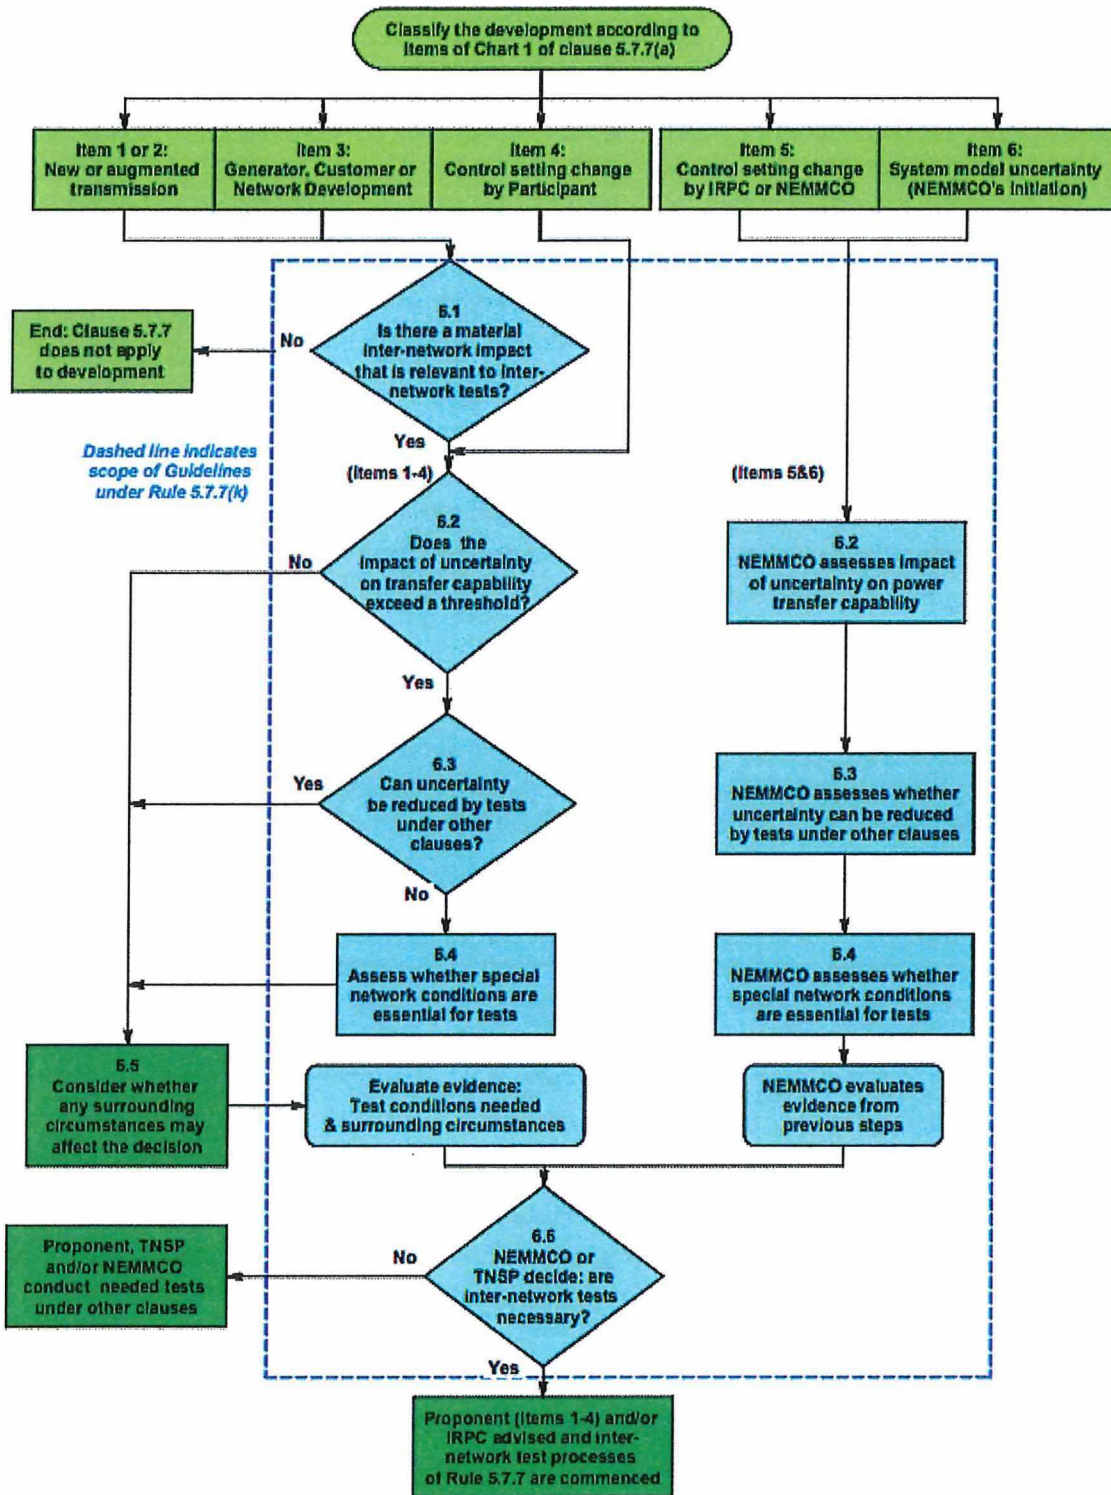 Classify the development according to
Items of Chart 1 of clause 5.7.7(a)
Item 1 or 2:
New or augmented
transmission
Item 3:
Generator, Customer or
Network Development
Item 4:
Control setting change
by Participant
Item 5:
Control setting change
by IRPC or NEMMCO
Item 6:
System model uncertainty
(NEMMCO's Initiation)
6.1
Is there a material
inter-network impact
that is relevant to inter-
network tests?
No
End: Clause 5.7.7
does not apply
to development
Yes
Dashed line indicates
scope of Guidelines
under Rule 5.7.7(k)
(Items 1-4)
(Items 5&6)
6.2
Does the
impact of uncertainty
on transfer capability
exceed a threshold?
No
6.2
NEMMCO assesses impact
of uncertainty on power
transfer capability
Yes
6.3
Can uncertainty
be reduced by tests
under other
clauses?
Yes
6.3
NEMMCO assesses whether
uncertainty can be reduced
by tests under other clauses
No
6.4
Assess whether special
network conditions are
essential for tests
6.4
NEMMCO assesses whether
special network conditions
are essential for tests
6.5
Consider whether
any surrounding
circumstances may
affect the decision
Evaluate evidence:
Test conditions needed
& surrounding circumstances
NEMMCO evaluates
evidence from
previous steps
6.6
NEMMCO or
TNSP decide: are
inter-network tests
necessary?
No
Proponent, TNSP
and/or NEMMCO
conduct needed tests
under other clauses
Yes
Proponent (Items 1-4) and/or
IRPC advised and inter-
network test processes
of Rule 5.7.7 are commenced